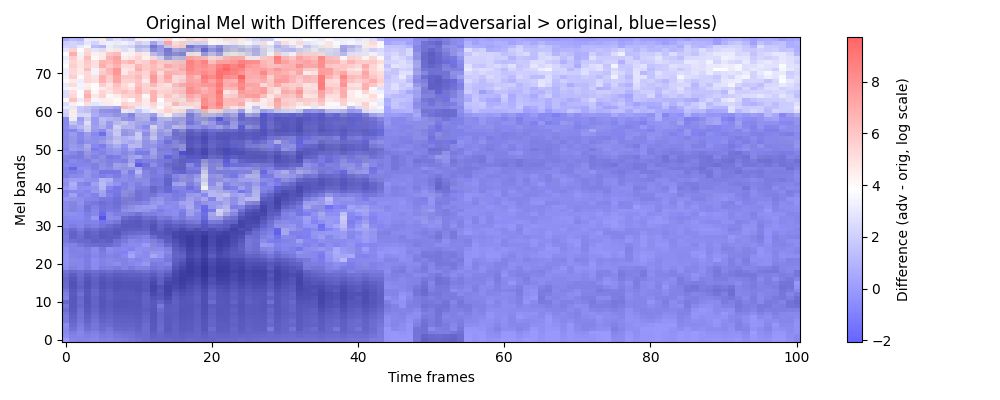 Original Mel with Differences (red=adversarial > original, blue=less)
Mel bands
70
60
50
40
30
20
10
0
0 20 40 60 80 100
Time frames
8
6
4
2
0
−2
Difference (adv - orig, log scale)